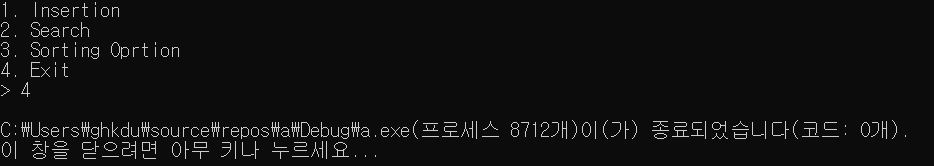 1. Insertion
2. Search
3. Sorting Oprtion
4. Exit
> 4
C:₩Users₩ghkdu₩source₩repos₩a₩Debug₩a.exe(프로세스 8712개)이(가) 종료되었습니다(코드: 0개).
이 창을 닫으려면 아무 키나 누르세요...